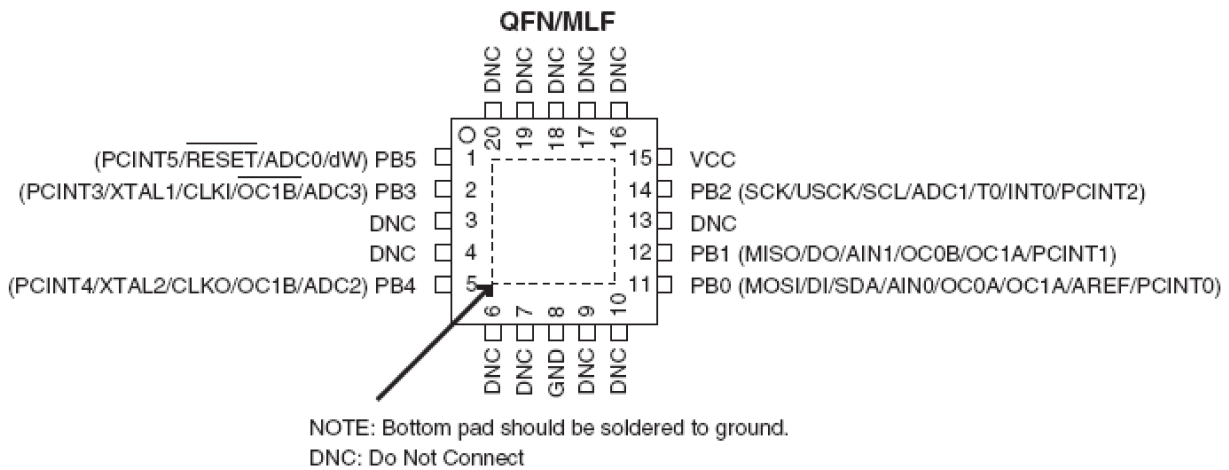 QFN/MLF
DNC
DNC
DNC
DNC
DNC
20
19
18
17
16
(PCINT5/RESET/ADC0/dW) PB5
1
15
VCC
(PCINT3/XTAL1/CLKI/OC1B/ADC3) PB3
2
14
PB2 (SCK/USCK/SCL/ADC1/T0/INT0/PCINT2)
DNC
3
13
DNC
DNC
4
12
PB1 (MISO/DO/AIN1/OC0B/OC1A/PCINT1)
(PCINT4/XTAL2/CLKO/OC1B/ADC2) PB4
5
11
PB0 (MOSI/DI/SDA/AIN0/OC0A/OC1A/AREF/PCINT0)
6
7
8
9
10
DNC
DNC
GND
DNC
DNC
NOTE: Bottom pad should be soldered to ground.
DNC: Do Not Connect